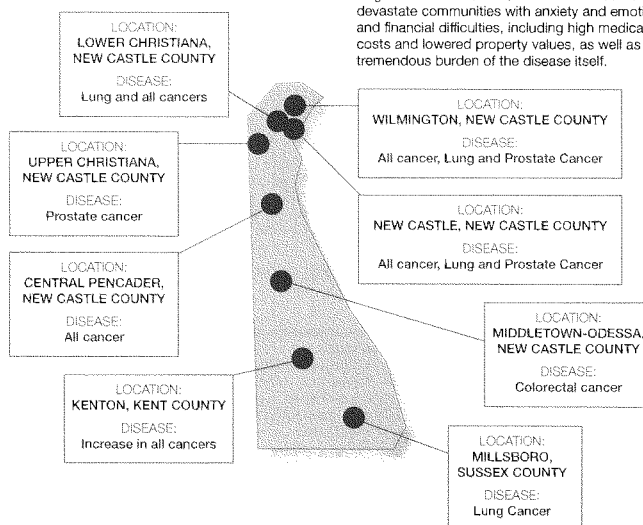 devastate communities with anxiety and emotional
and financial difficulties, including high medical
costs and lowered property values, as well as
tremendous burden of the disease itself.
LOCATION:
LOWER CHRISTIANA,
NEW CASTLE COUNTY
DISEASE:
Lung and all cancers
LOCATION:
WILMINGTON, NEW CASTLE COUNTY
DISEASE:
All cancer, Lung and Prostate Cancer
LOCATION:
UPPER CHRISTIANA,
NEW CASTLE COUNTY
DISEASE:
Prostate cancer
LOCATION:
NEW CASTLE, NEW CASTLE COUNTY
DISEASE:
All cancer, Lung and Prostate Cancer
LOCATION:
CENTRAL PENCADER,
NEW CASTLE COUNTY
DISEASE:
All cancer
LOCATION:
MIDDLETOWN-ODESSA,
NEW CASTLE COUNTY
DISEASE:
Colorectal cancer
LOCATION:
KENTON, KENT COUNTY
DISEASE:
Increase in all cancers
LOCATION:
MILLSBORO,
SUSSEX COUNTY
DISEASE:
Lung Cancer